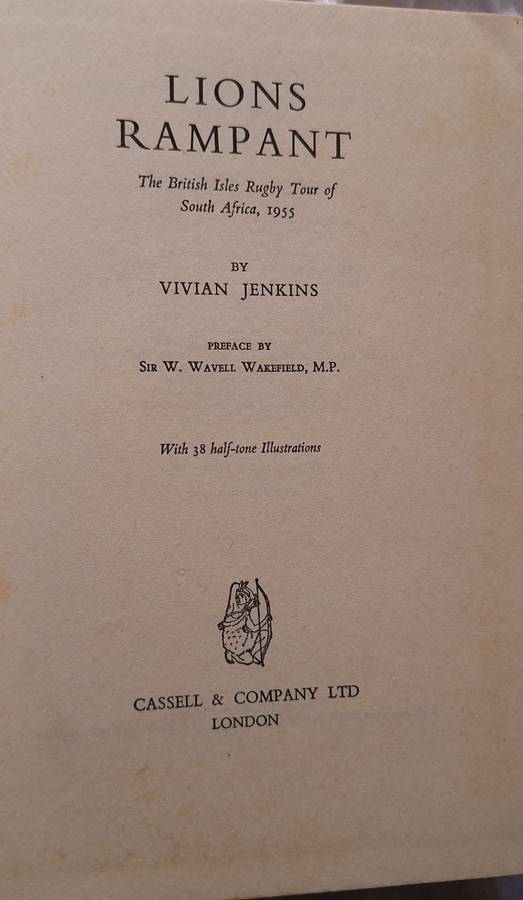 LIONS
RAMPANT
The British Isles Rugby Tour of
South Africa, 1955
BY
VIVIAN JENKINS
PREFACE BY
SIR W. WAVELL WAKEFIELD, M.P.
With 38 half-tone Illustrations
CASSELL & COMPANY LTD
LONDON